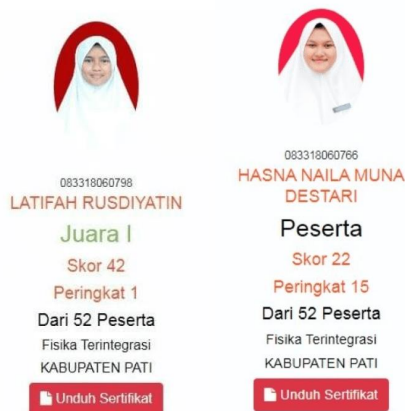 083318060798
LATIFAH RUSDIYATIN
Juara I
Skor 42
Peringkat 1
Dari 52 Peserta
Fisika Terintegrasi
KABUPATEN PATI
Unduh Sertifikat
083318060766
HASNA NAILA MUNA
DESTARI
Peserta
Skor 22
Peringkat 15
Dari 52 Peserta
Fisika Terintegrasi
KABUPATEN PATI
Unduh Sertifikat